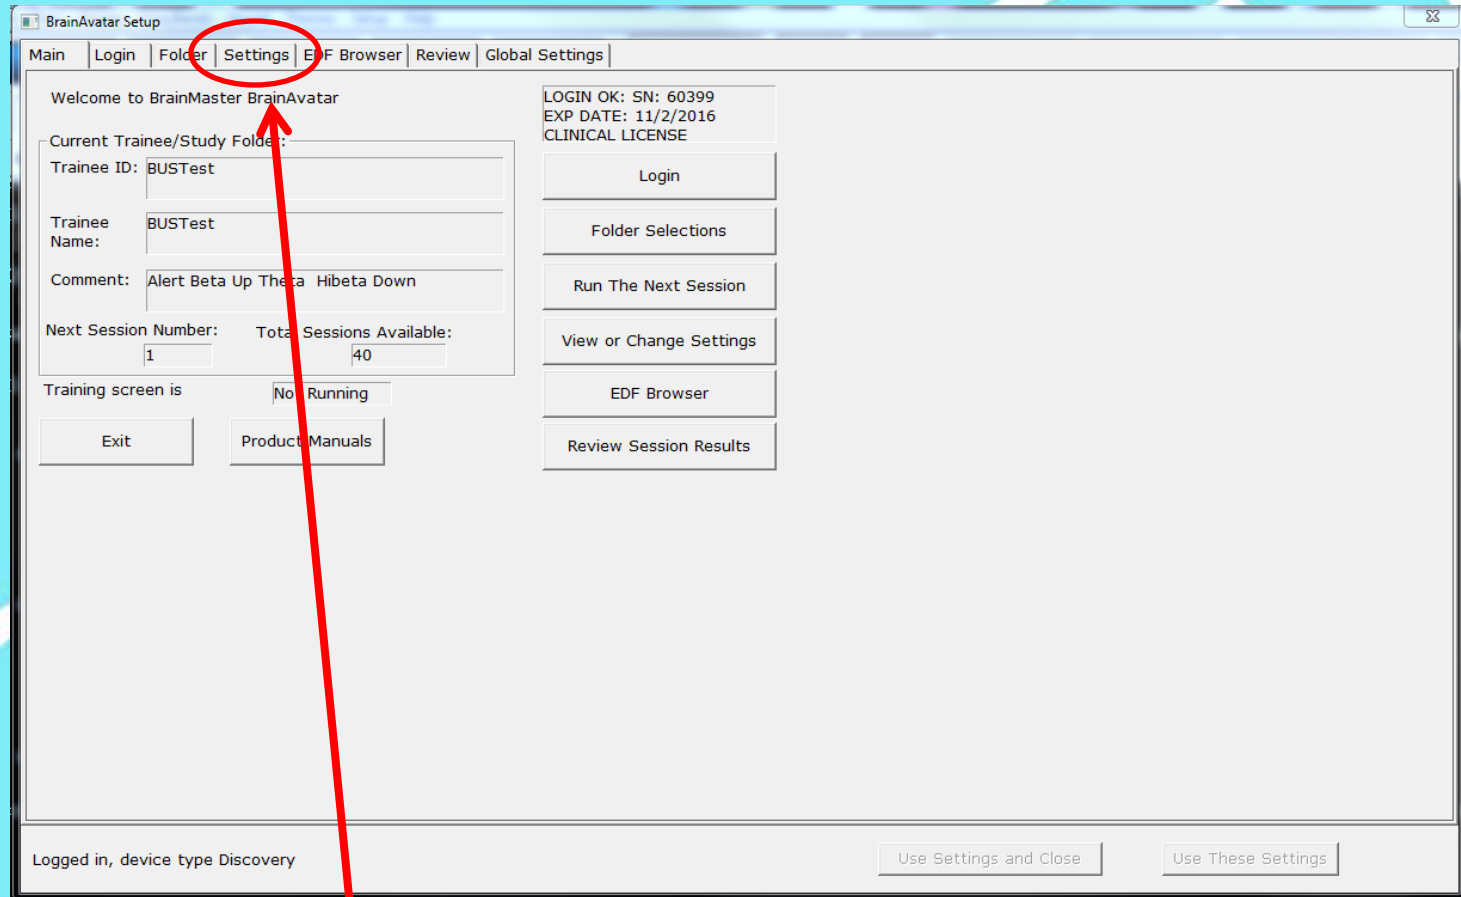 BrainAvatar Setup
Main Login Folder Settings EDF Browser Review Global Settings
Welcome to BrainMaster BrainAvatar
Current Trainee/Study Folder:
Trainee ID: BUSTest
Trainee Name: BUSTest
Comment: Alert Beta Up Theta Hibeta Down
Next Session Number: Total Sessions Available:
1 40
Training screen is Not Running
Exit Product Manuals
LOGIN OK: SN: 60399
EXP DATE: 11/2/2016
CLINICAL LICENSE
Login
Folder Selections
Run The Next Session
View or Change Settings
EDF Browser
Review Session Results
Logged in, device type Discovery
Use Settings and Close Use These Settings